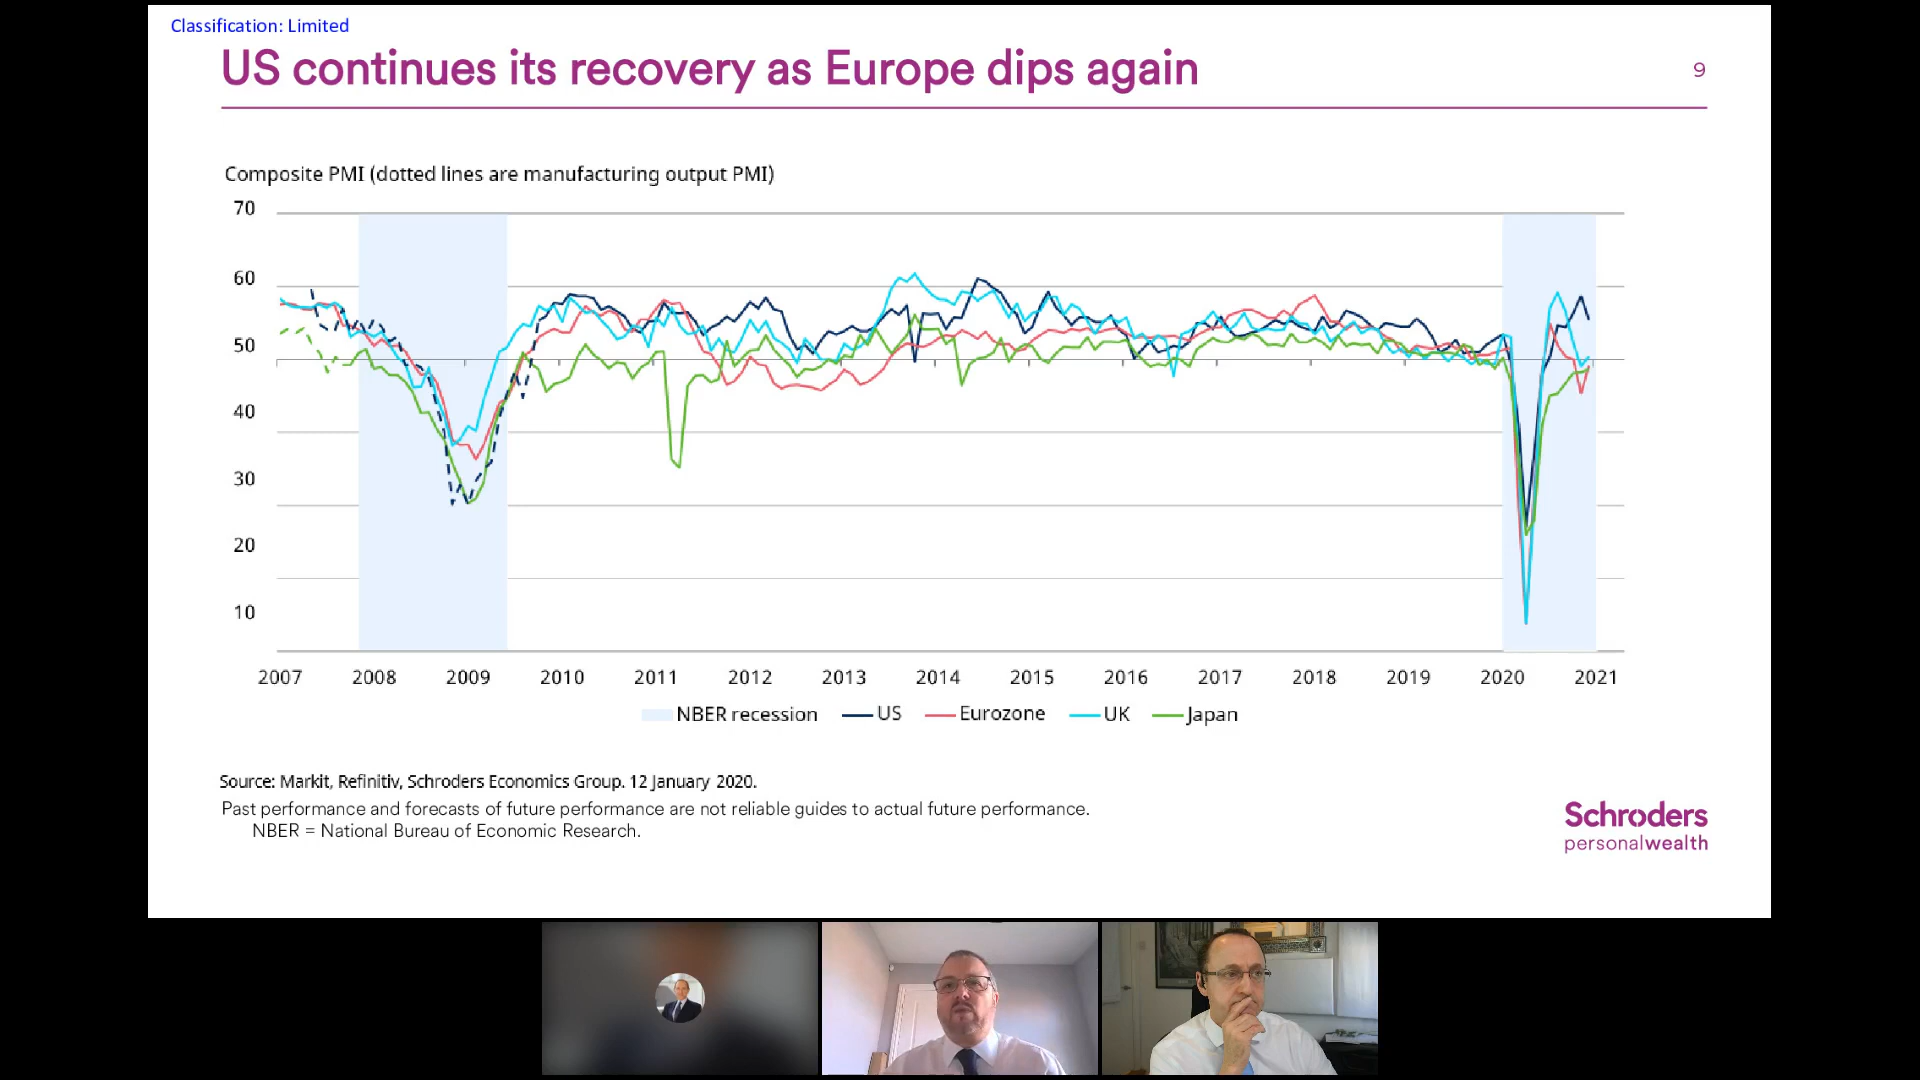 Classification: Limited
US continues its recovery as Europe dips again
9
Composite PMI (dotted lines are manufacturing output PMI)
70
60
50
40
30
20
10
2007 2008 2009 2010 2011 2012 2013 2014 2015 2016 2017 2018 2019 2020 2021
NBER recession US Eurozone UK Japan
Source: Markit, Refinitiv, Schroders Economics Group. 12 January 2020.
Past performance and forecasts of future performance are not reliable guides to actual future performance.
NBER = National Bureau of Economic Research.
Schroders
personalwealth